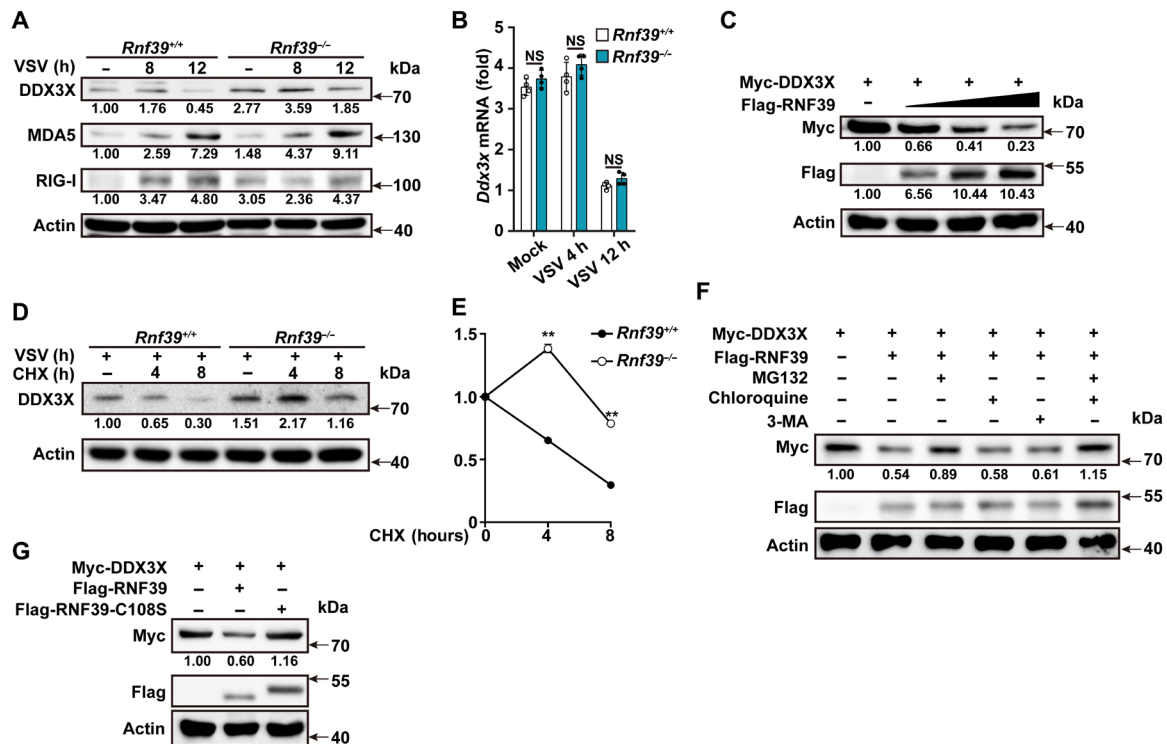 A
Rnf39+/+ Rnf39–/–
VSV (h) – 8 12 – 8 12 kDa
DDX3X 70
1.00 1.76 0.45 2.77 3.59 1.85
MDA5 130
1.00 2.59 7.29 1.48 4.37 9.11
RIG-I 100
1.00 3.47 4.80 3.05 2.36 4.37
Actin 40
B
Ddx3x mRNA (fold)
5
4
3
2
1
0
NS NS NS
Rnf39+/+
Rnf39–/–
Mock VSV 4 h VSV 12 h
C
Myc-DDX3X + + + +
Flag-RNF39 – kDa
Myc 70
1.00 0.66 0.41 0.23
Flag 55
1.00 6.56 10.44 10.43
Actin 40
D
Rnf39+/+ Rnf39–/–
VSV (h) + + + + + +
CHX (h) – 4 8 – 4 8 kDa
DDX3X 70
1.00 0.65 0.30 1.51 2.17 1.16
Actin 40
E
1.5
1.0
0.5
0
** **
Rnf39+/+
Rnf39–/–
CHX (hours) 0 4 8
F
Myc-DDX3X + + + + + +
Flag-RNF39 – + + + + +
MG132 – – + – – +
Chloroquine – – – + – +
3-MA – – – – + – kDa
Myc 70
1.00 0.54 0.89 0.58 0.61 1.15
Flag 55
Actin 40
G
Myc-DDX3X + + +
Flag-RNF39 – + –
Flag-RNF39-C108S – – + kDa
Myc 70
1.00 0.60 1.16
Flag 55
Actin 40